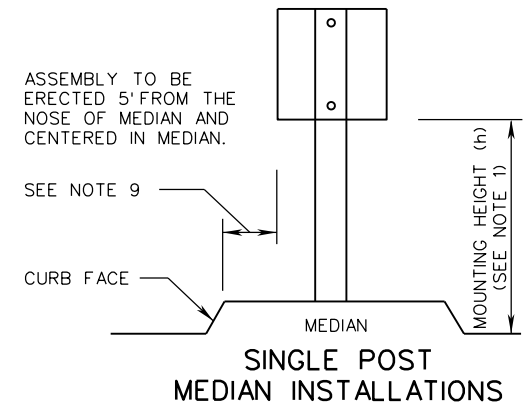 ASSEMBLY TO BE
ERECTED 5' FROM THE
NOSE OF MEDIAN AND
CENTERED IN MEDIAN.
SEE NOTE 9
CURB FACE
MEDIAN
MOUNTING HEIGHT (h)
(SEE NOTE 1)
SINGLE POST
MEDIAN INSTALLATIONS